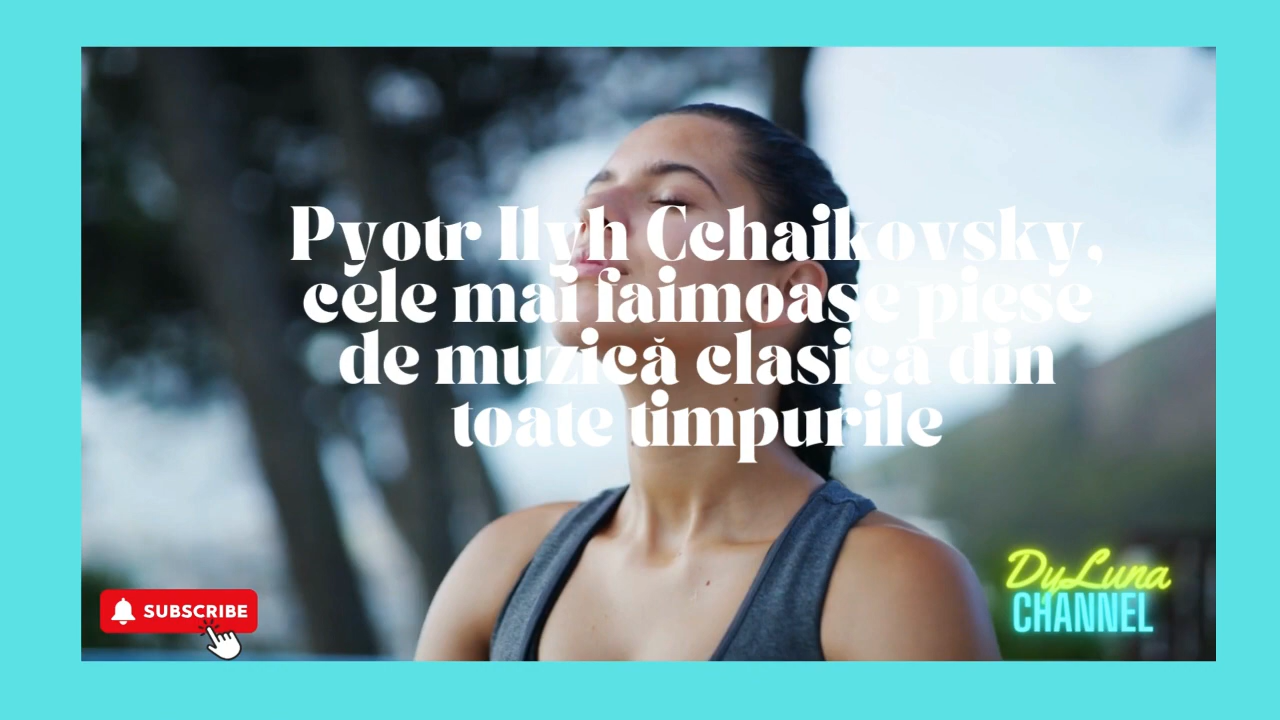 Pyotr Ilyh Cchaikovsky,
cele mai faimoase piese
de muzică clasică din
toate timpurile
SUBSCRIBE
DyLuna
CHANNEL